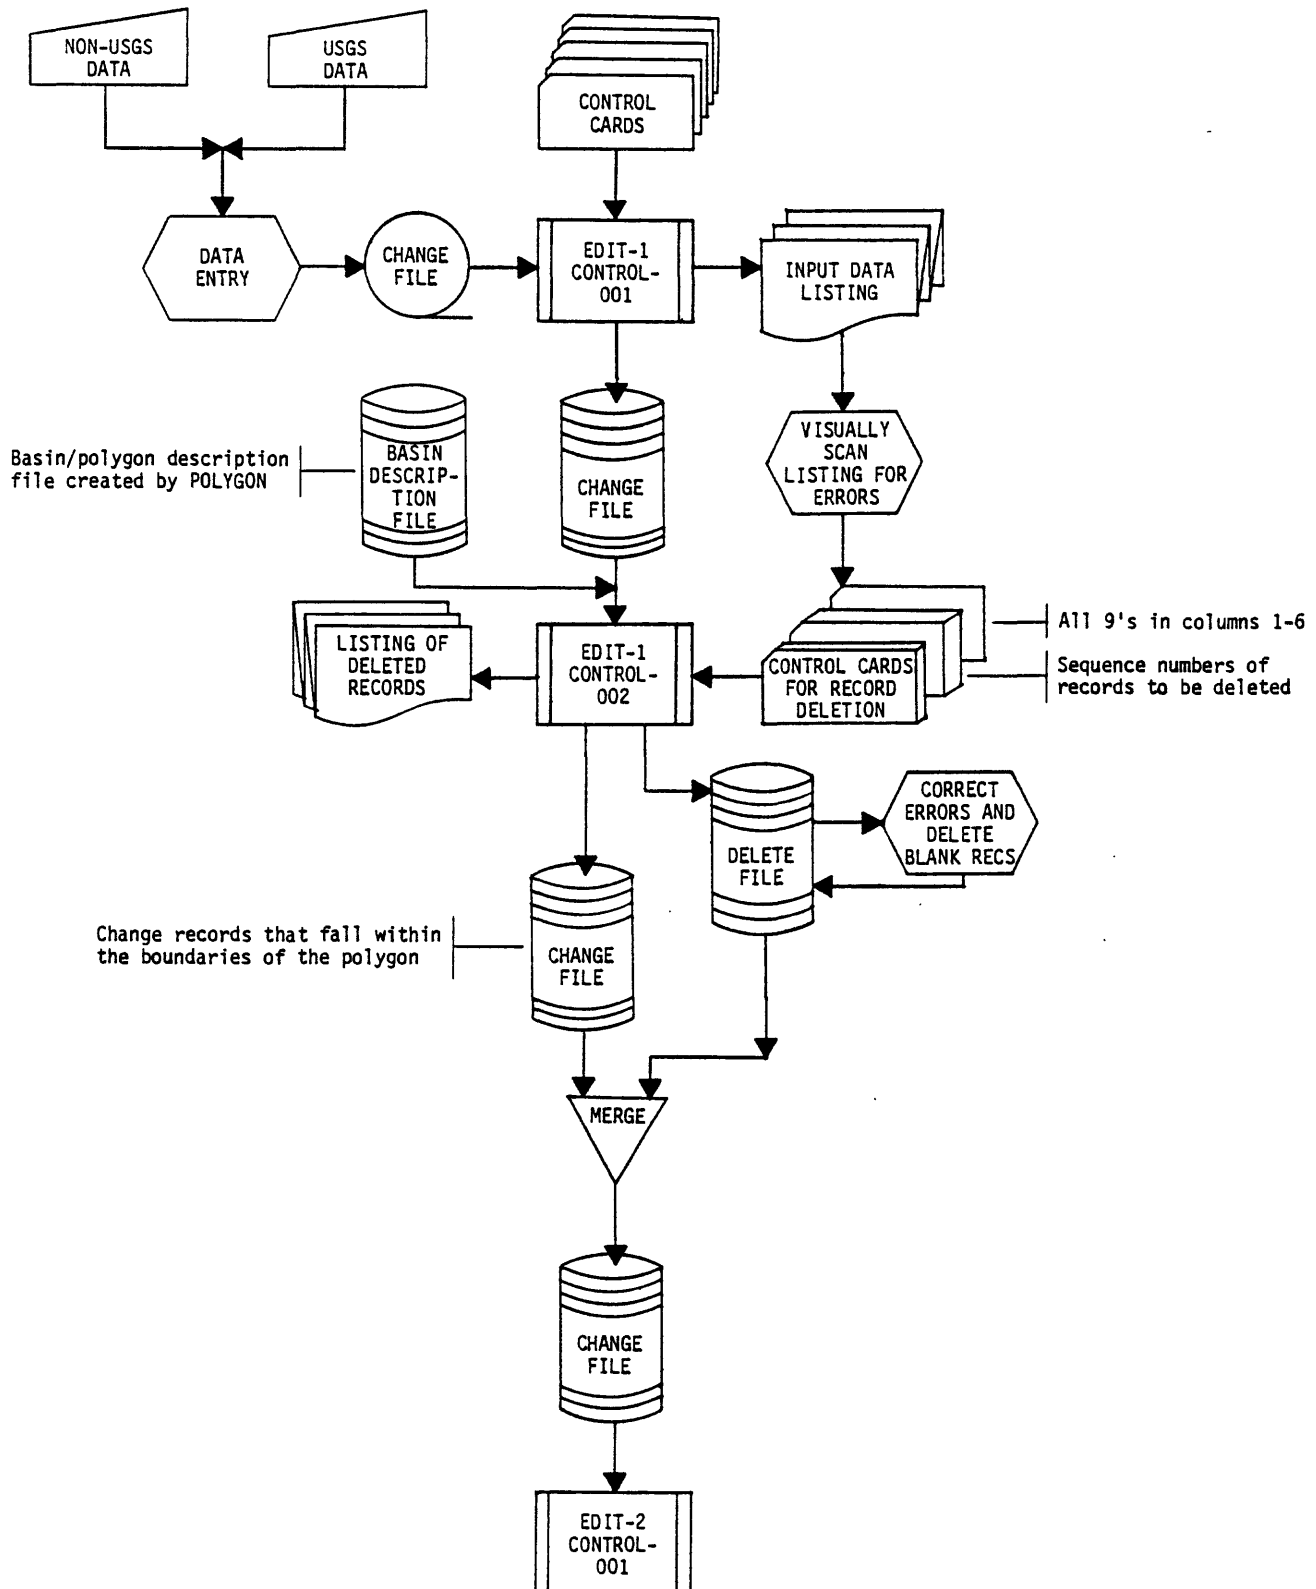 NON-USGS
DATA
USGS
DATA
CONTROL
CARDS
DATA
ENTRY
CHANGE
FILE
EDIT-1
CONTROL-
001
INPUT DATA
LISTING
Basin/polygon description
file created by POLYGON
BASIN
DESCRIP-
TION
FILE
CHANGE
FILE
VISUALLY
SCAN
LISTING FOR
ERRORS
LISTING OF
DELETED
RECORDS
EDIT-1
CONTROL-
002
CONTROL CARDS
FOR RECORD
DELETION
All 9's in columns 1-6
Sequence numbers of
records to be deleted
DELETE
FILE
CORRECT
ERRORS AND
DELETE
BLANK RECS
Change records that fall within
the boundaries of the polygon
CHANGE
FILE
MERGE
CHANGE
FILE
EDIT-2
CONTROL-
001